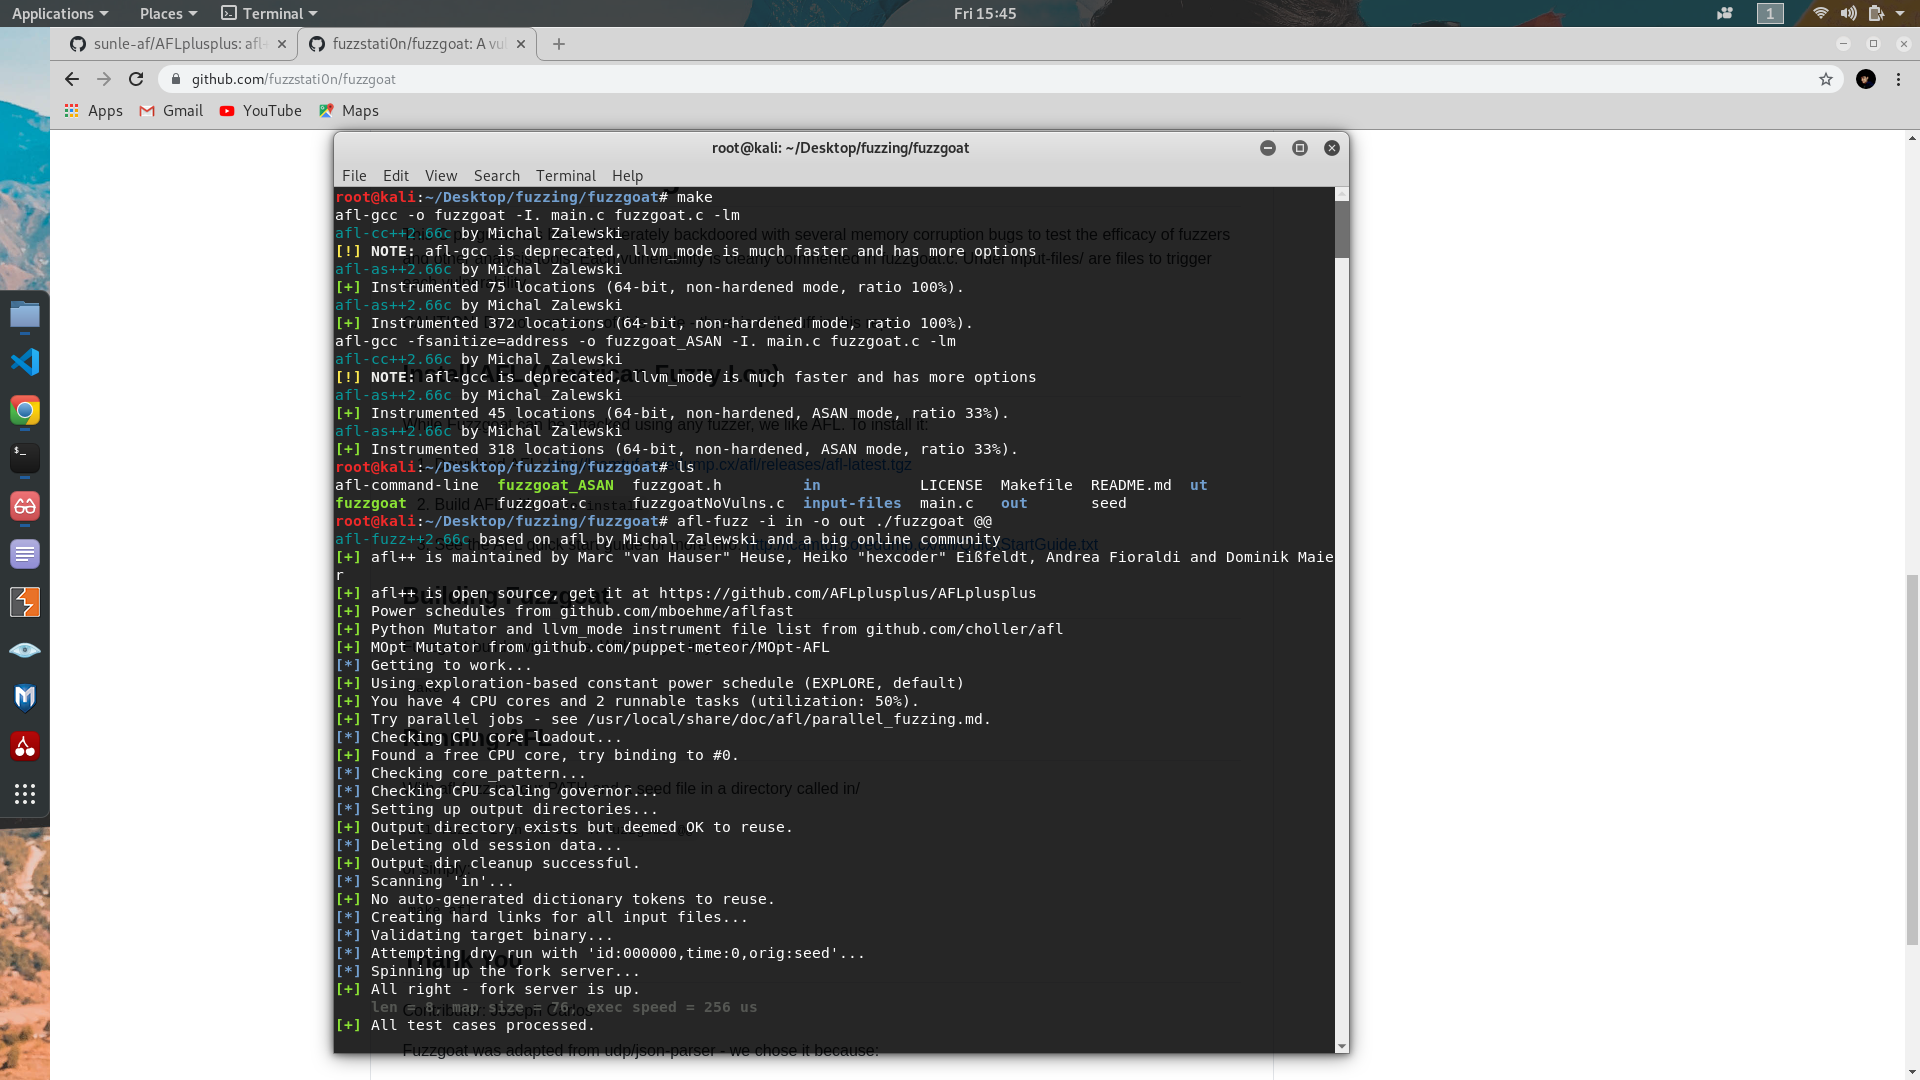 Applications Places Terminal Fri 15:45 1
sunle-af/AFLplusplus: afl- fuzzstati0n/fuzzgoat: A vul
github.com/fuzzstati0n/fuzzgoat
Apps Gmail YouTube Maps
root@kali: ~/Desktop/fuzzing/fuzzgoat
File Edit View Search Terminal Help
root@kali:~/Desktop/fuzzing/fuzzgoat# make
afl-gcc -o fuzzgoat -I. main.c fuzzgoat.c -lm
afl-cc++2.66c by Michal Zalewski
[!] NOTE: afl-gcc is deprecated, llvm_mode is much faster and has more options
afl-as++2.66c by Michal Zalewski
[+] Instrumented 75 locations (64-bit, non-hardened mode, ratio 100%).
afl-as++2.66c by Michal Zalewski
[+] Instrumented 372 locations (64-bit, non-hardened mode, ratio 100%).
afl-gcc -fsanitize=address -o fuzzgoat_ASAN -I. main.c fuzzgoat.c -lm
afl-cc++2.66c by Michal Zalewski
[!] NOTE: afl-gcc is deprecated, llvm_mode is much faster and has more options
afl-as++2.66c by Michal Zalewski
[+] Instrumented 45 locations (64-bit, non-hardened, ASAN mode, ratio 33%).
afl-as++2.66c by Michal Zalewski
[+] Instrumented 318 locations (64-bit, non-hardened, ASAN mode, ratio 33%).
root@kali:~/Desktop/fuzzing/fuzzgoat# ls
afl-command-line fuzzgoat_ASAN fuzzgoat.h in LICENSE Makefile README.md ut
fuzzgoat fuzzgoat.c fuzzgoatNoVulns.c input-files main.c out seed
root@kali:~/Desktop/fuzzing/fuzzgoat# afl-fuzz -i in -o out ./fuzzgoat @@
afl-fuzz++2.66c based on afl by Michal Zalewski and a big online community
[+] afl++ is maintained by Marc "van Hauser" Heuse, Heiko "hexcoder" Eißfeldt, Andrea Fioraldi and Dominik Maie
r
[+] afl++ is open source, get it at https://github.com/AFLplusplus/AFLplusplus
[+] Power schedules from github.com/mboehme/aflfast
[+] Python Mutator and llvm_mode instrument file list from github.com/choller/afl
[+] MOpt Mutator from github.com/puppet-meteor/MOpt-AFL
[*] Getting to work...
[+] Using exploration-based constant power schedule (EXPLORE, default)
[+] You have 4 CPU cores and 2 runnable tasks (utilization: 50%).
[+] Try parallel jobs - see /usr/local/share/doc/afl/parallel_fuzzing.md.
[*] Checking CPU core loadout...
[+] Found a free CPU core, try binding to #0.
[*] Checking core_pattern...
[*] Checking CPU scaling governor...
[*] Setting up output directories...
[+] Output directory exists but deemed OK to reuse.
[*] Deleting old session data...
[+] Output dir cleanup successful.
[*] Scanning 'in'...
[+] No auto-generated dictionary tokens to reuse.
[*] Creating hard links for all input files...
[*] Validating target binary...
[*] Attempting dry run with 'id:000000,time:0,orig:seed'...
[*] Spinning up the fork server...
[+] All right - fork server is up.
len = 8, map size = 76, exec speed = 256 us
[+] All test cases processed.
Fuzzgoat was adapted from udp/json-parser - we chose it because: